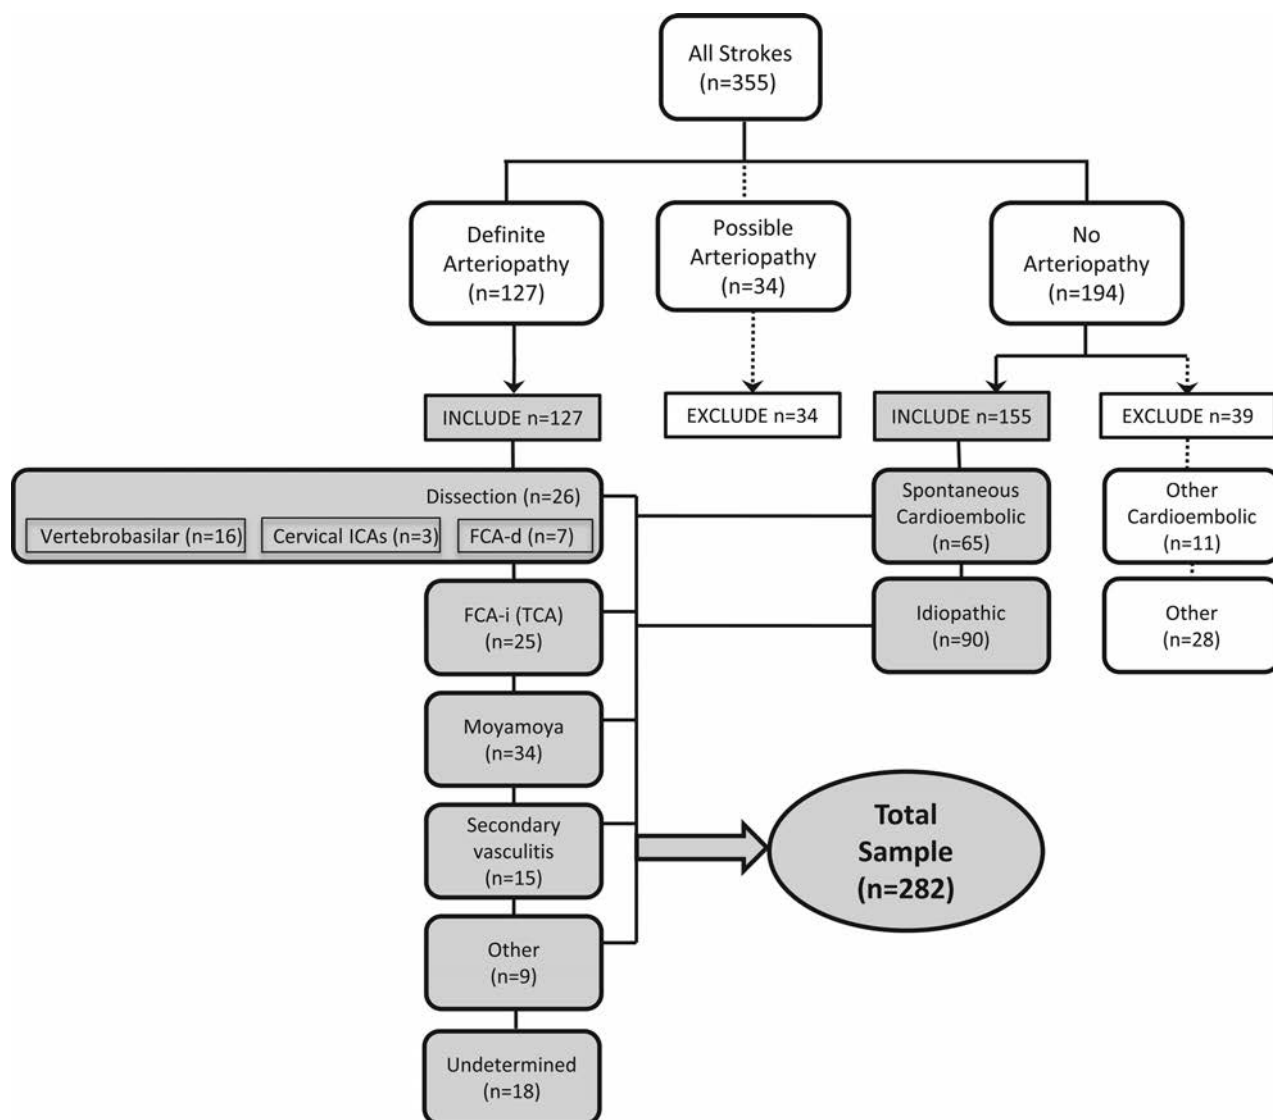 All Strokes
(n=355)
Definite
Arteriopathy
(n=127)
Possible
Arteriopathy
(n=34)
No
Arteriopathy
(n=194)
INCLUDE n=127
EXCLUDE n=34
INCLUDE n=155
EXCLUDE n=39
Dissection (n=26)
Vertebrobasilar (n=16)
Cervical ICAs (n=3)
FCA-d (n=7)
Spontaneous
Cardioembolic
(n=65)
Other
Cardioembolic
(n=11)
FCA-i (TCA)
(n=25)
Idiopathic
(n=90)
Other
(n=28)
Moyamoya
(n=34)
Secondary
vasculitis
(n=15)
Total
Sample
(n=282)
Other
(n=9)
Undetermined
(n=18)